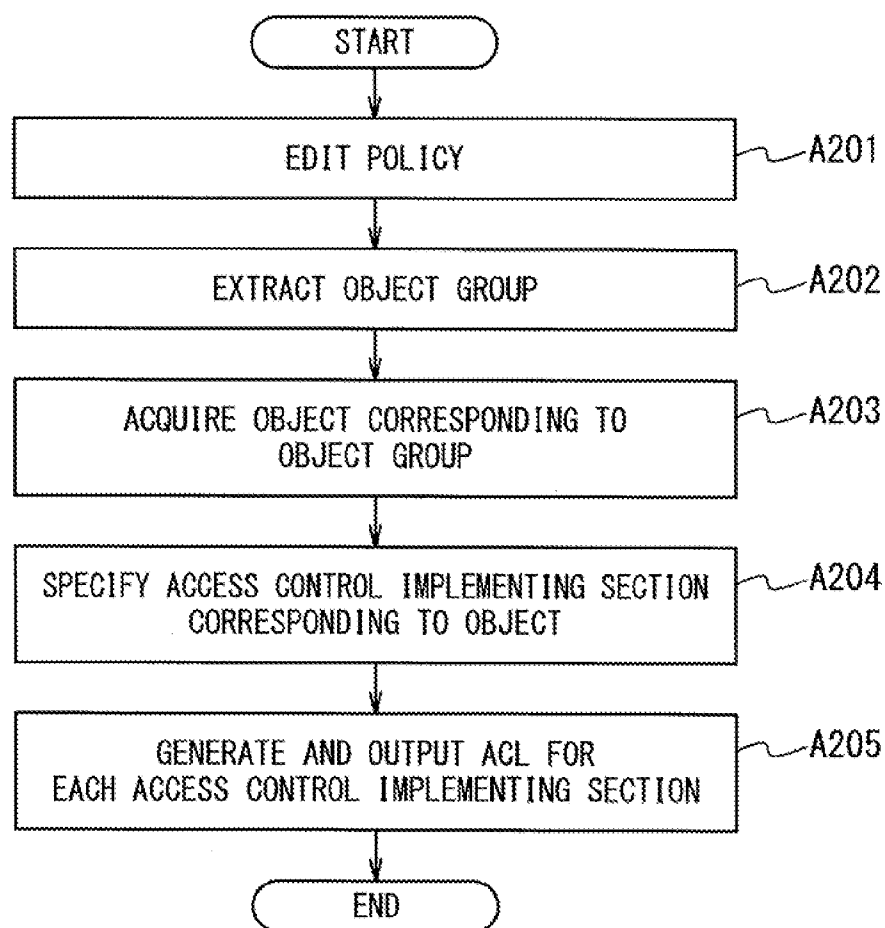 START
EDIT POLICY
A201
EXTRACT OBJECT GROUP
A202
ACQUIRE OBJECT CORRESPONDING TO
OBJECT GROUP
A203
SPECIFY ACCESS CONTROL IMPLEMENTING SECTION
CORRESPONDING TO OBJECT
A204
GENERATE AND OUTPUT ACL FOR
EACH ACCESS CONTROL IMPLEMENTING SECTION
A205
END